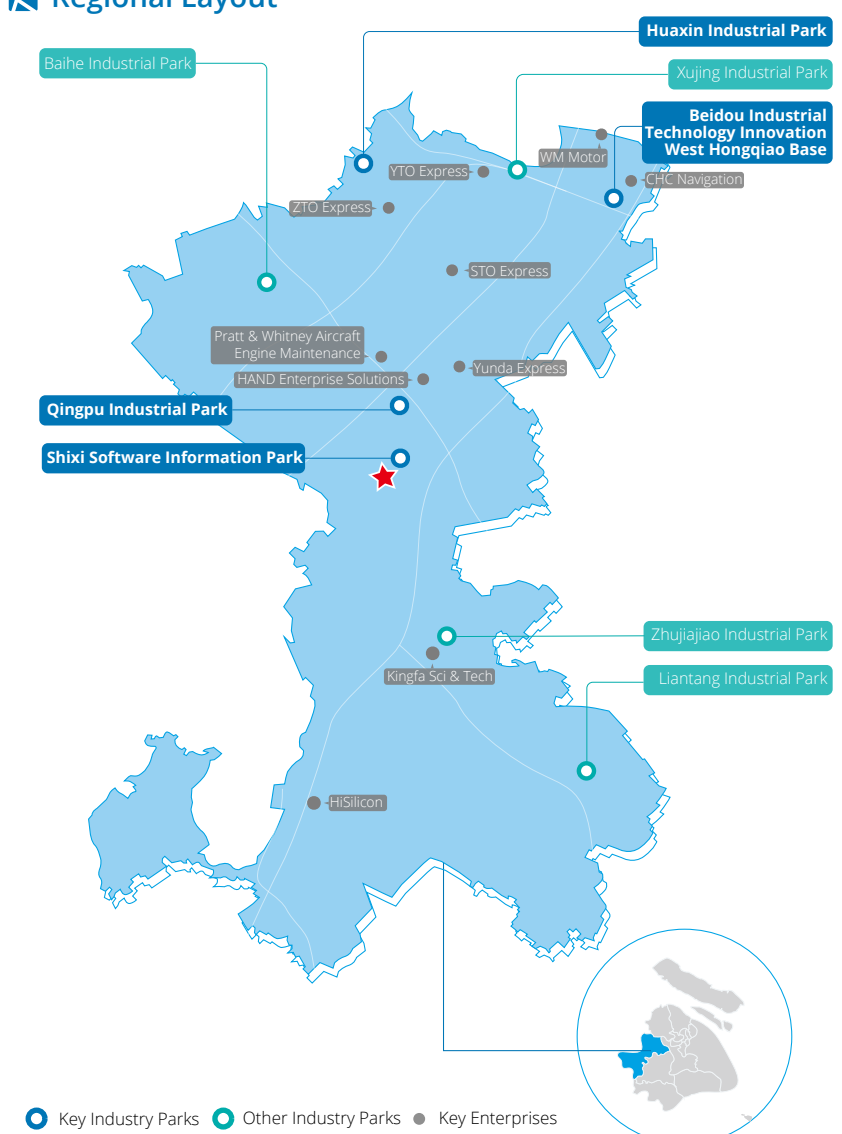 Regional Layout
Huaxin Industrial Park
Baihe Industrial Park
Xujing Industrial Park
Beidou Industrial
Technology Innovation
West Hongqiao Base
WM Motor
YTO Express
CHC Navigation
ZTO Express
STO Express
Pratt & Whitney Aircraft
Engine Maintenance
Yunda Express
HAND Enterprise Solutions
Qingpu Industrial Park
Shixi Software Information Park
Zhujiajiao Industrial Park
Kingfa Sci & Tech
Liantang Industrial Park
HiSilicon
Key Industry Parks
Other Industry Parks
Key Enterprises